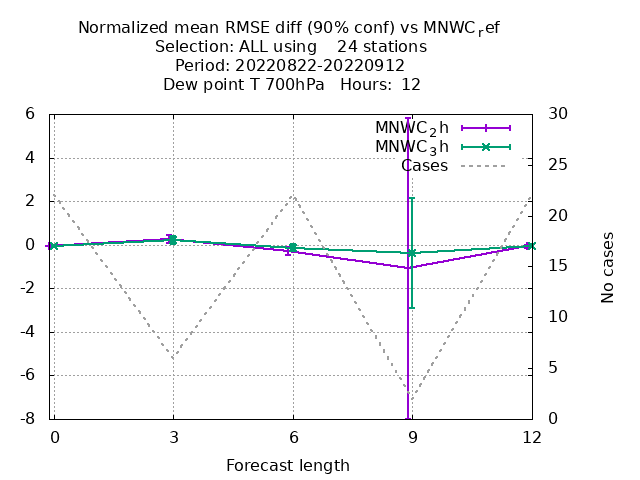 Normalized mean RMSE diff (90% conf) vs MNWC_ref
Selection: ALL using 24 stations
Period: 20220822-20220912
Dew point T 700hPa Hours: 12
6
4
2
0
-2
-4
-6
-8
30
25
20
15
10
5
0
MNWC_2h
MNWC_3h
Cases
No cases
0 3 6 9 12
Forecast length